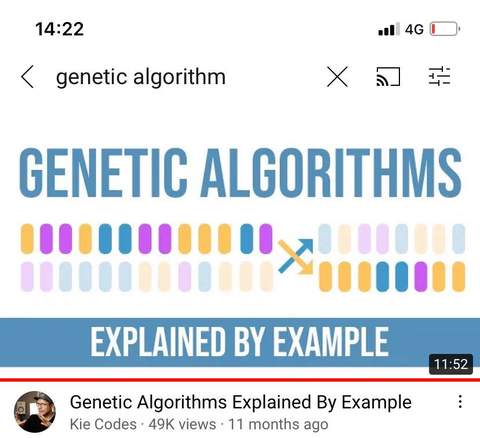 14:22
4G
genetic algorithm
GENETIC ALGORITHMS
EXPLAINED BY EXAMPLE
11:52
Genetic Algorithms Explained By Example
Kie Codes · 49K views · 11 months ago